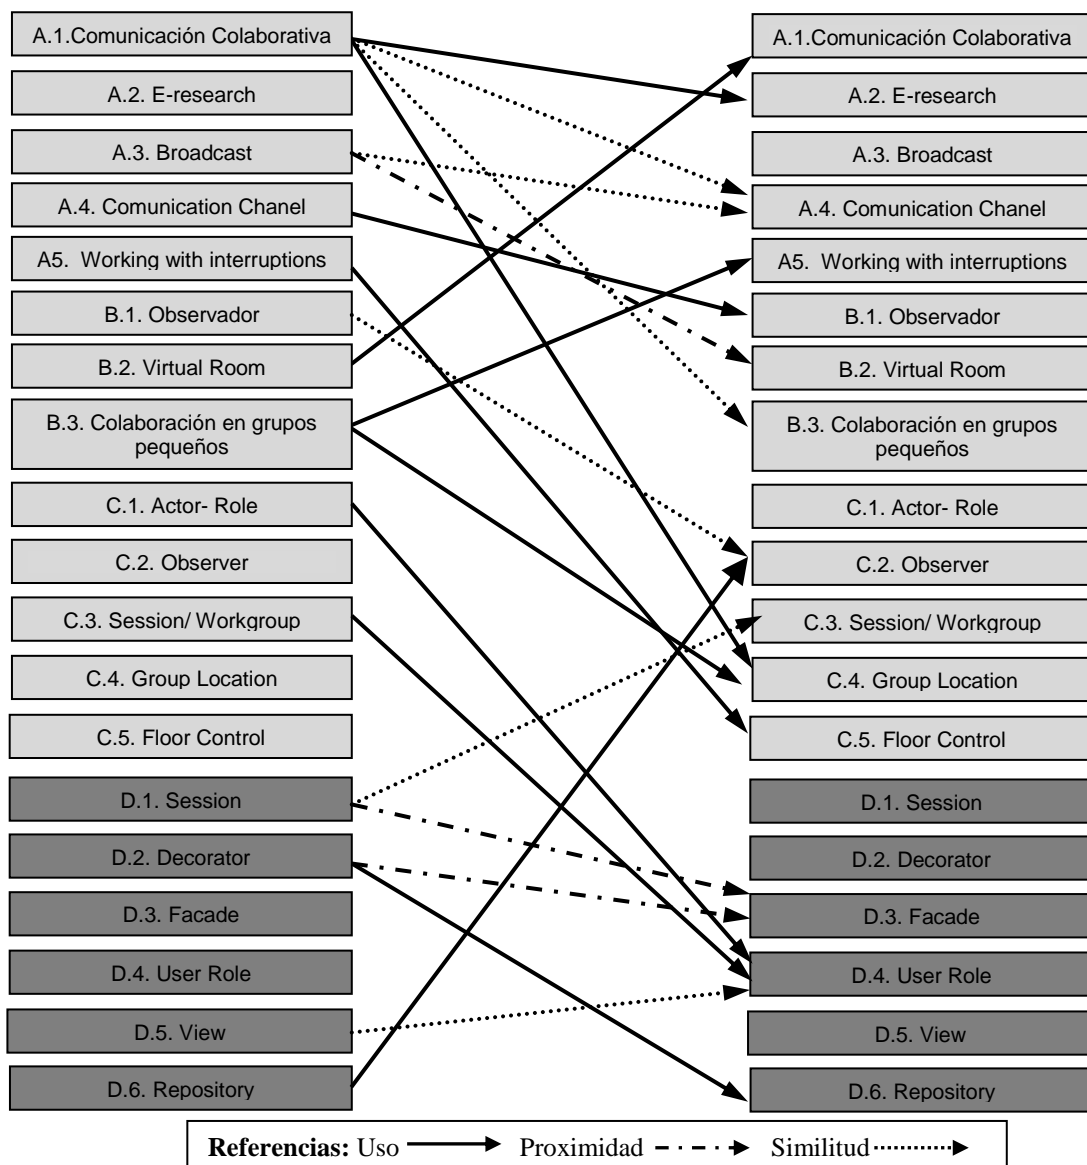 A.1.Comunicación Colaborativa
A.2. E-research
A.3. Broadcast
A.4. Comunication Chanel
A5.  Working with interruptions
B.1. Observador
B.2. Virtual Room
B.3. Colaboración en grupos
pequeños
C.1. Actor- Role
C.2. Observer
C.3. Session/ Workgroup
C.4. Group Location
C.5. Floor Control
D.1. Session
D.2. Decorator
D.3. Facade
D.4. User Role
D.5. View
D.6. Repository
A.1.Comunicación Colaborativa
A.2. E-research
A.3. Broadcast
A.4. Comunication Chanel
A5.  Working with interruptions
B.1. Observador
B.2. Virtual Room
B.3. Colaboración en grupos
pequeños
C.1. Actor- Role
C.2. Observer
C.3. Session/ Workgroup
C.4. Group Location
C.5. Floor Control
D.1. Session
D.2. Decorator
D.3. Facade
D.4. User Role
D.5. View
D.6. Repository
Referencias: Uso Proximidad Similitud